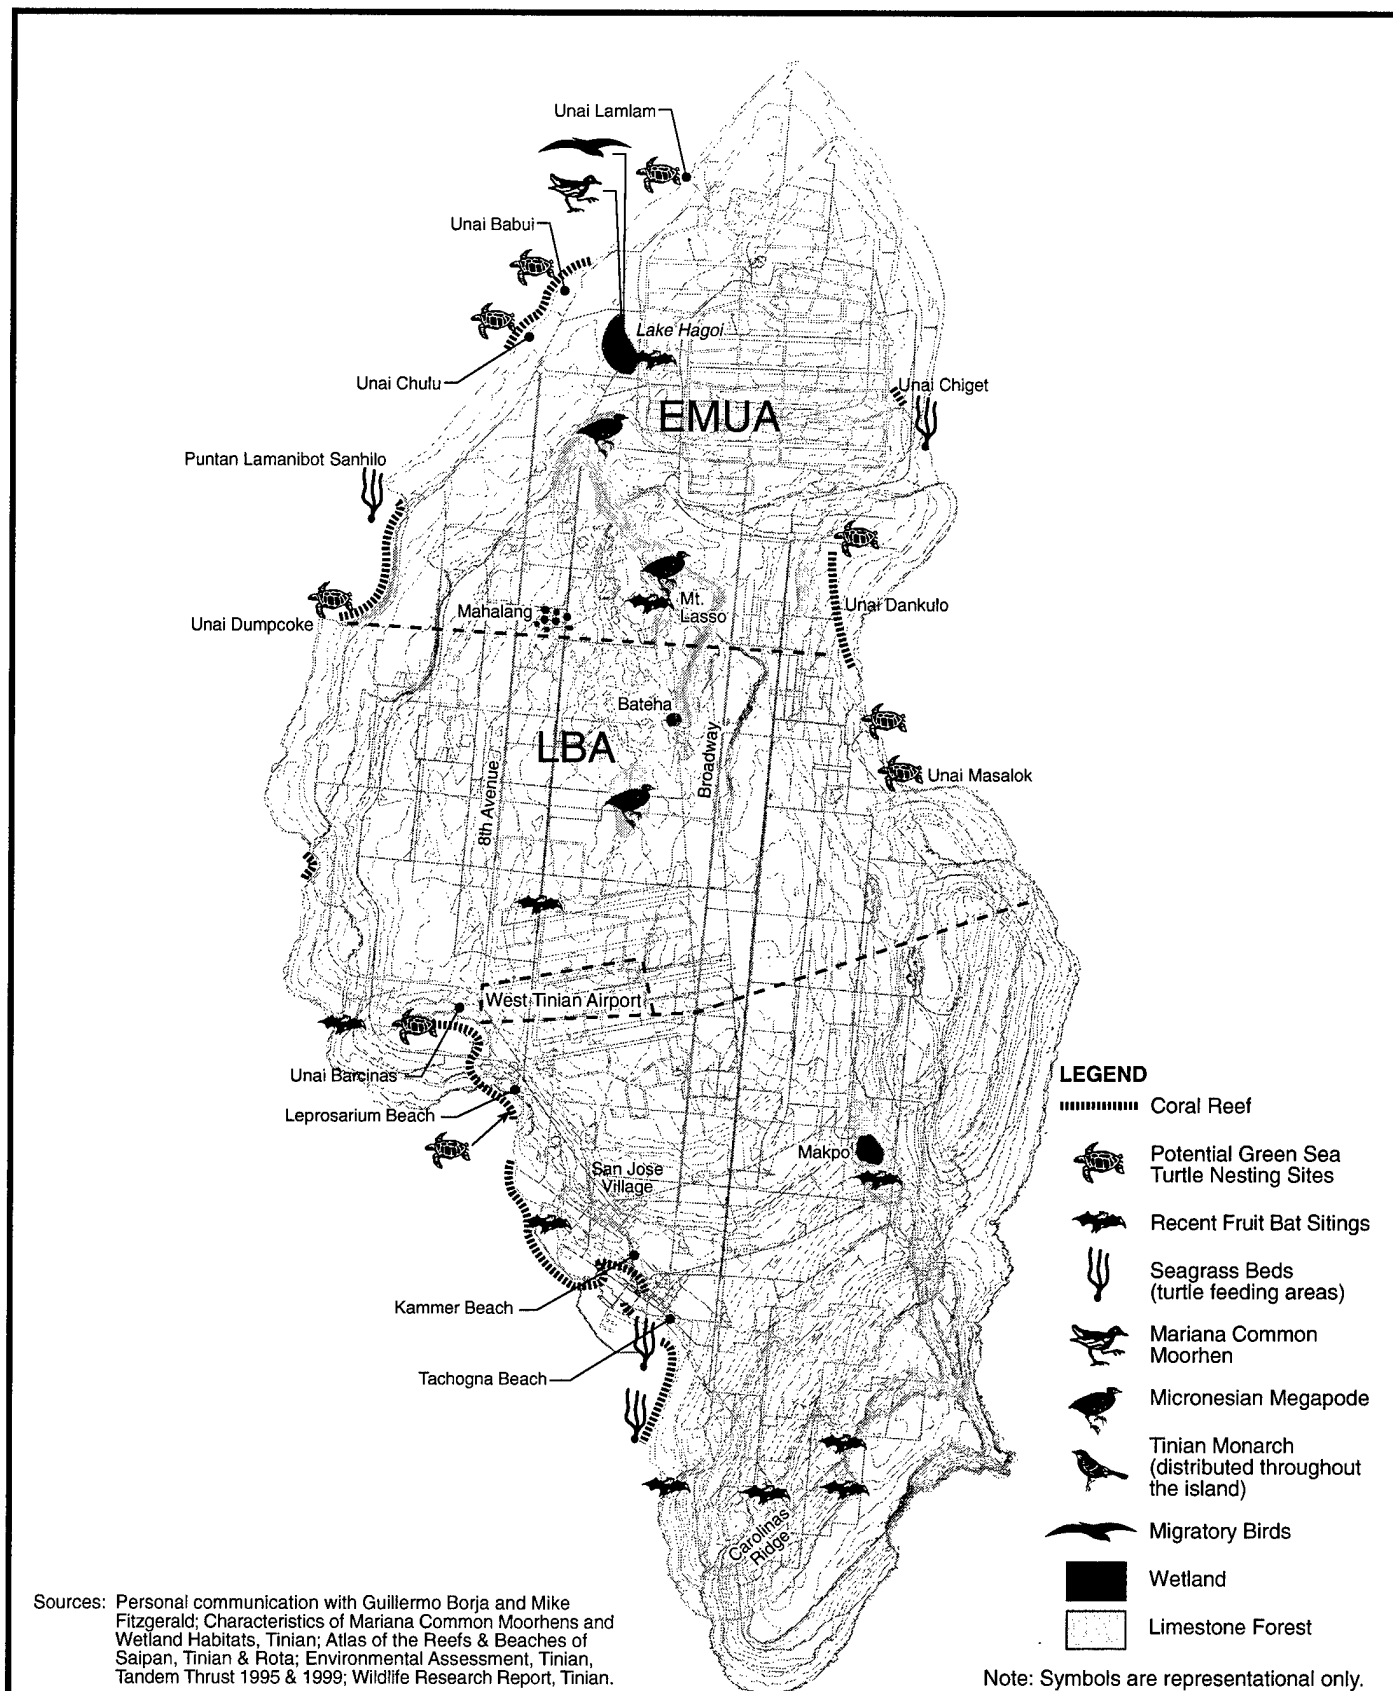 Unai Lamlam
Unai Babui
Lake Hagoi
Unai Chulu
Unai Chiget
EMUA
Puntan Lamanibot Sanhilo
Mt.
Lasso
Mahalang
Unai Dankulo
Unai Dumpcoke
Bateha
LBA
Broadway
8th Avenue
Unai Masalok
West Tinian Airport
Unai Barcinas
Leprosarium Beach
San Jose
Village
Makpo
Kammer Beach
Tachogna Beach
Carolinas
Ridge
LEGEND
Coral Reef
Potential Green Sea
Turtle Nesting Sites
Recent Fruit Bat Sitings
Seagrass Beds
(turtle feeding areas)
Mariana Common
Moorhen
Micronesian Megapode
Tinian Monarch
(distributed throughout
the island)
Migratory Birds
Wetland
Limestone Forest
Sources: Personal communication with Guillermo Borja and Mike
Fitzgerald; Characteristics of Mariana Common Moorhens and
Wetland Habitats, Tinian; Atlas of the Reefs & Beaches of
Saipan, Tinian & Rota; Environmental Assessment, Tinian,
Tandem Thrust 1995 & 1999; Wildlife Research Report, Tinian.
Note: Symbols are representational only.